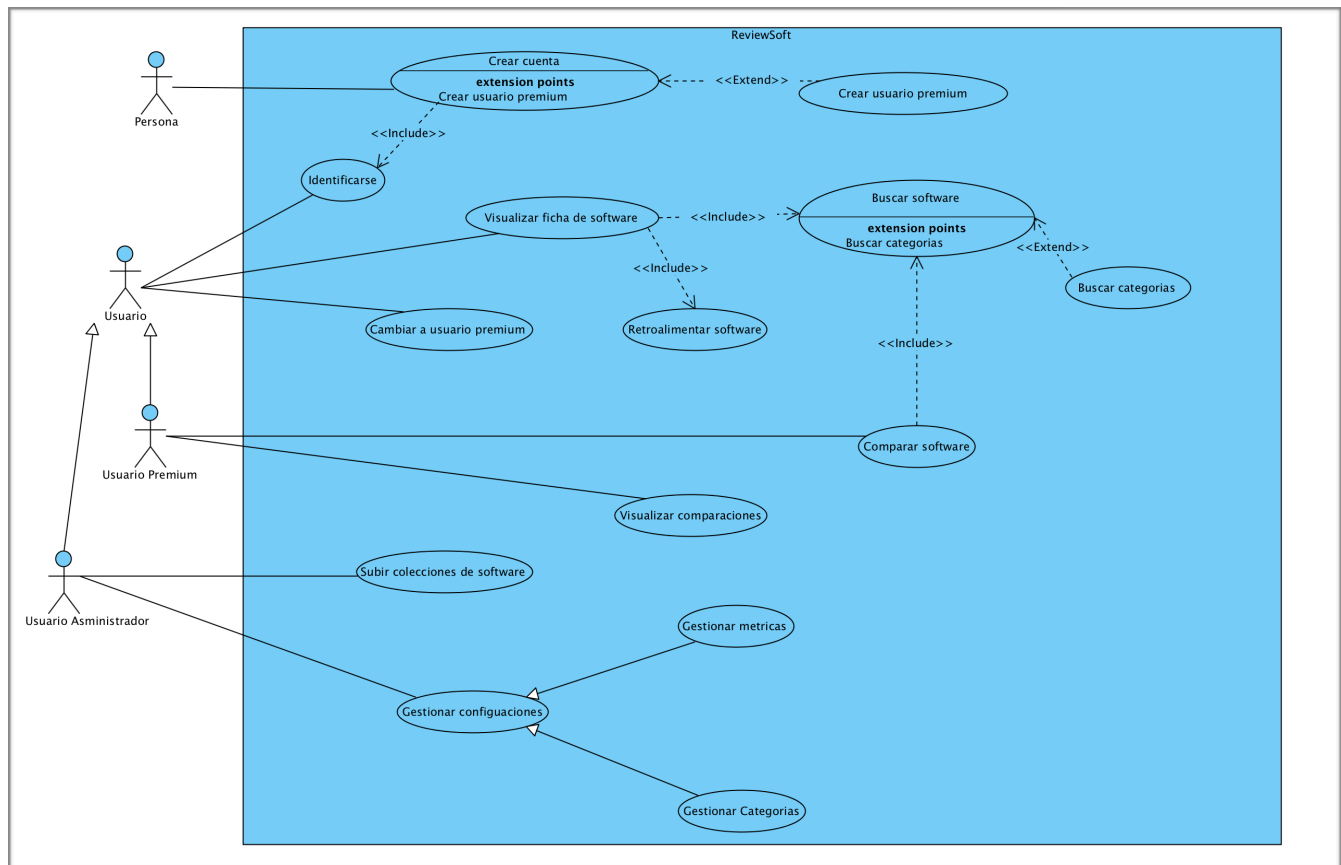 ReviewSoft
Crear cuenta
extension points
Crear usuario premium
<<Extend>>
Crear usuario premium
Persona
<<Include>>
Identificarse
Buscar software
extension points
Buscar categorias
Visualizar ficha de software
<<Include>>
<<Extend>>
<<Include>>
Buscar categorias
Usuario
Cambiar a usuario premium
Retroalimentar software
<<Include>>
Comparar software
Usuario Premium
Visualizar comparaciones
Subir colecciones de software
Usuario Asministrador
Gestionar metricas
Gestionar configuaciones
Gestionar Categorias